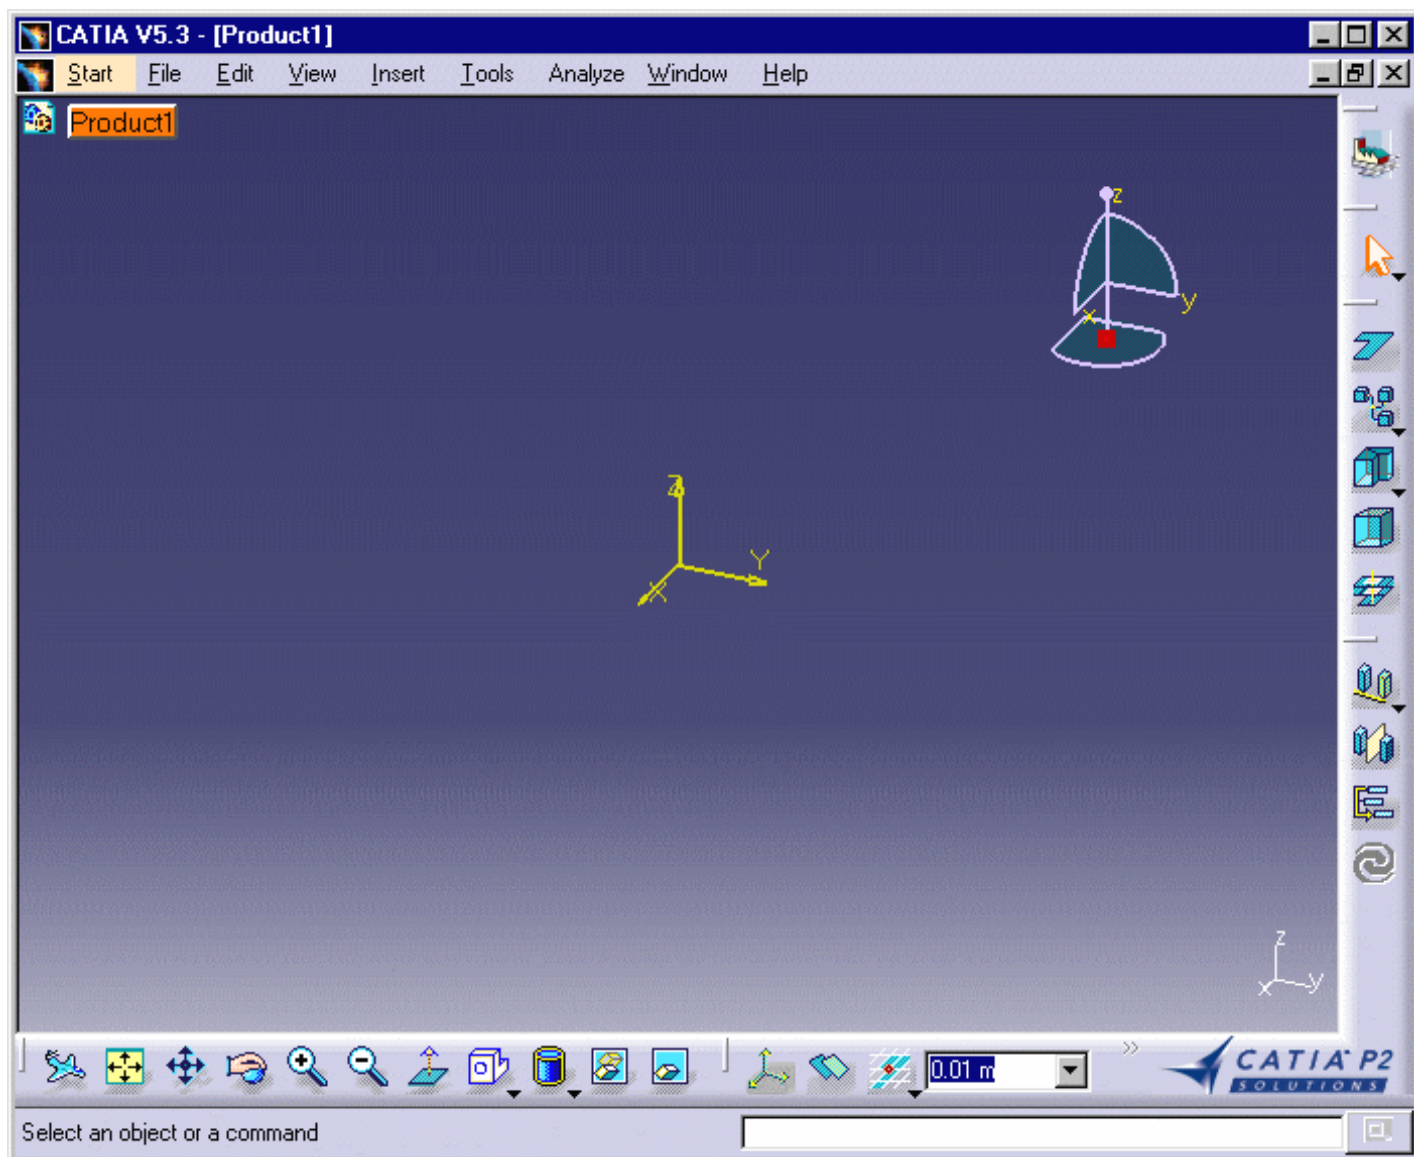 CATIA V5.3 - [Product1]
Start File Edit View Insert Tools Analyze Window Help
Product1
z
y
x
Z
Y
X
z
x y
0.01 m
»
CATIA P2
SOLUTIONS
Select an object or a command